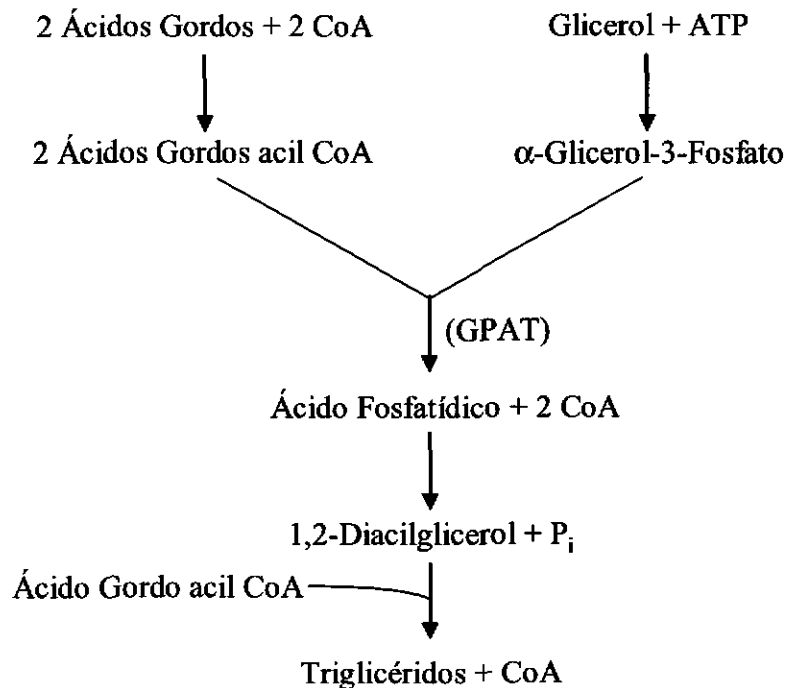 2 Ácidos Gordos + 2 CoA
Glicerol + ATP
2 Ácidos Gordos acil CoA
α-Glicerol-3-Fosfato
(GPAT)
Ácido Fosfatídico + 2 CoA
1,2-Diacilglicerol + Pi
Ácido Gordo acil CoA
Triglicéridos + CoA